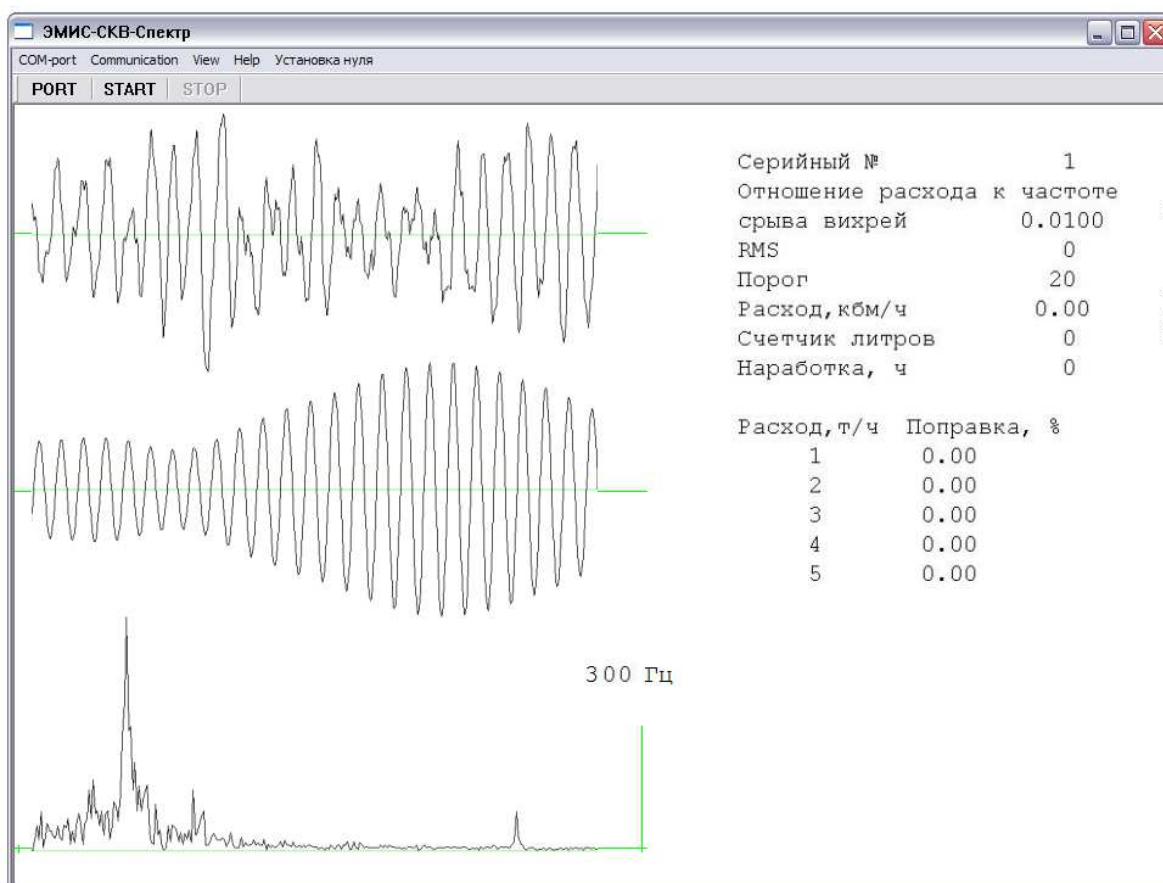 ЭМИС-СКВ-Спектр
COM-port Communication View Help Установка нуля
PORT START STOP
Серийный № 1
Отношение расхода к частоте
срыва вихрей 0.0100
RMS 0
Порог 20
Расход,кбм/ч 0.00
Счетчик литров 0
Наработка, ч 0
Расход,т/ч Поправка, %
1 0.00
2 0.00
3 0.00
4 0.00
5 0.00
300 Гц